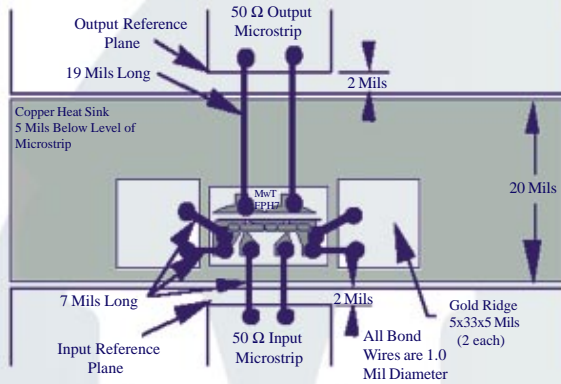 50 Ω Output
Microstrip
Output Reference
Plane
19 Mils Long
2 Mils
Copper Heat Sink
5 Mils Below Level of
Microstrip
MwT
FPH7
20 Mils
7 Mils Long
2 Mils
Gold Ridge
5x33x5 Mils
(2 each)
Input Reference
Plane
50 Ω Input
Microstrip
All Bond
Wires are 1.0
Mil Diameter